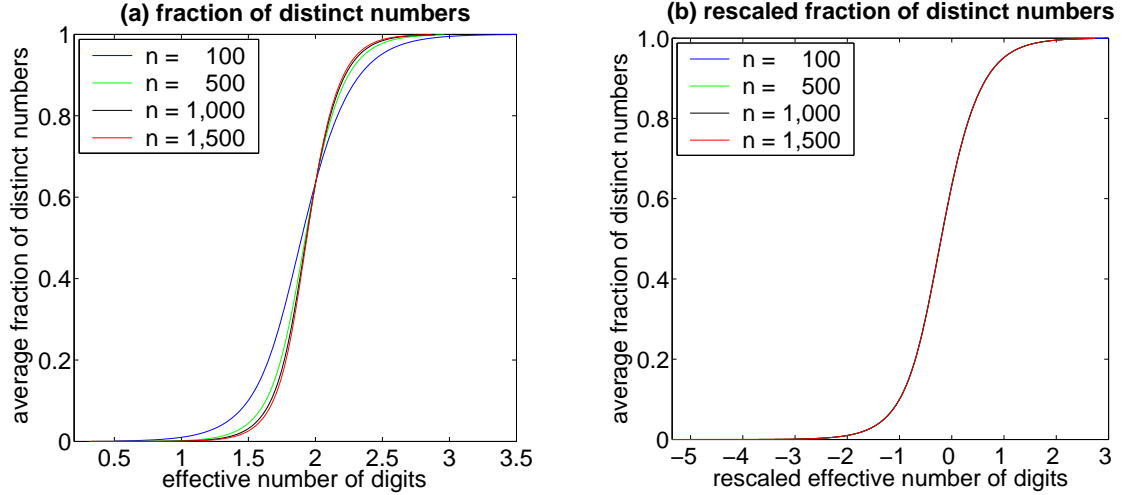 (a) fraction of distinct numbers
n = 100
n = 500
n = 1,000
n = 1,500
average fraction of distinct numbers
1
0.8
0.6
0.4
0.2
0
0.5 1 1.5 2 2.5 3 3.5
effective number of digits
(b) rescaled fraction of distinct numbers
n = 100
n = 500
n = 1,000
n = 1,500
average fraction of distinct numbers
1.0
0.8
0.6
0.4
0.2
0
−5 −4 −3 −2 −1 0 1 2 3
rescaled effective number of digits